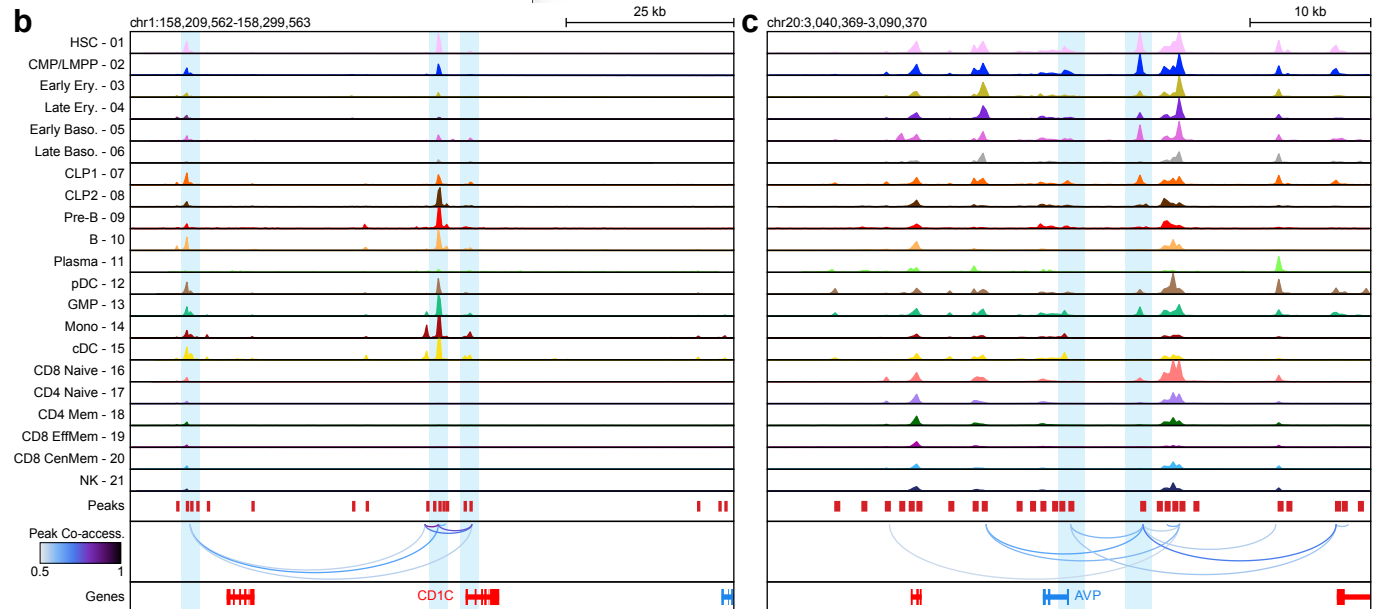 b
chr1:158,209,562-158,299,563
25 kb
c
chr20:3,040,369-3,090,370
10 kb
HSC - 01
CMP/LMPP - 02
Early Ery. - 03
Late Ery. - 04
Early Baso. - 05
Late Baso. - 06
CLP1 - 07
CLP2 - 08
Pre-B - 09
B - 10
Plasma - 11
pDC - 12
GMP - 13
Mono - 14
cDC - 15
CD8 Naive - 16
CD4 Naive - 17
CD4 Mem - 18
CD8 EffMem - 19
CD8 CenMem - 20
NK - 21
Peaks
Peak Co-access.
0.5 1
Genes
CD1C
AVP